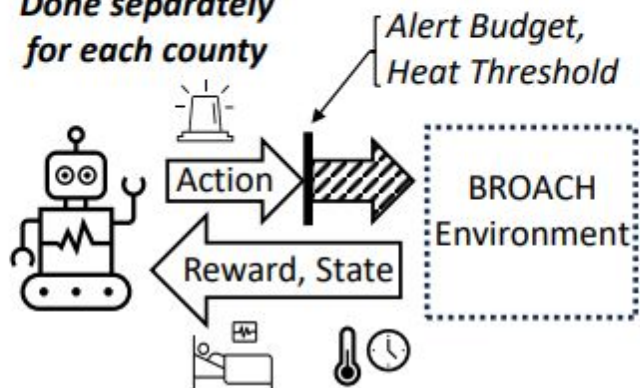 Done separately
for each county
Alert Budget,
Heat Threshold
Action
BROACH
Environment
Reward, State